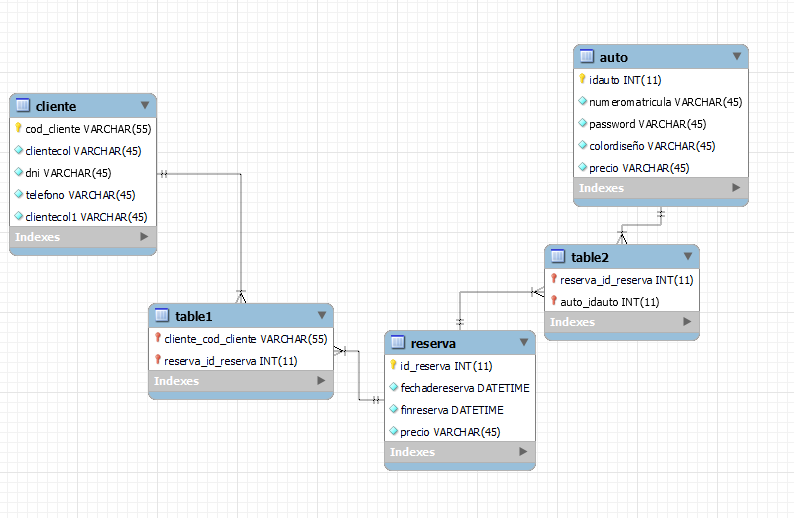 cliente
cod_cliente VARCHAR(55)
clientecol VARCHAR(45)
dni VARCHAR(45)
telefono VARCHAR(45)
clientecol1 VARCHAR(45)
Indexes
table1
cliente_cod_cliente VARCHAR(55)
reserva_id_reserva INT(11)
Indexes
reserva
id_reserva INT(11)
fechadereserva DATETIME
finreserva DATETIME
precio VARCHAR(45)
Indexes
auto
idauto INT(11)
numeromatricula VARCHAR(45)
password VARCHAR(45)
colordiseño VARCHAR(45)
precio VARCHAR(45)
Indexes
table2
reserva_id_reserva INT(11)
auto_idauto INT(11)
Indexes